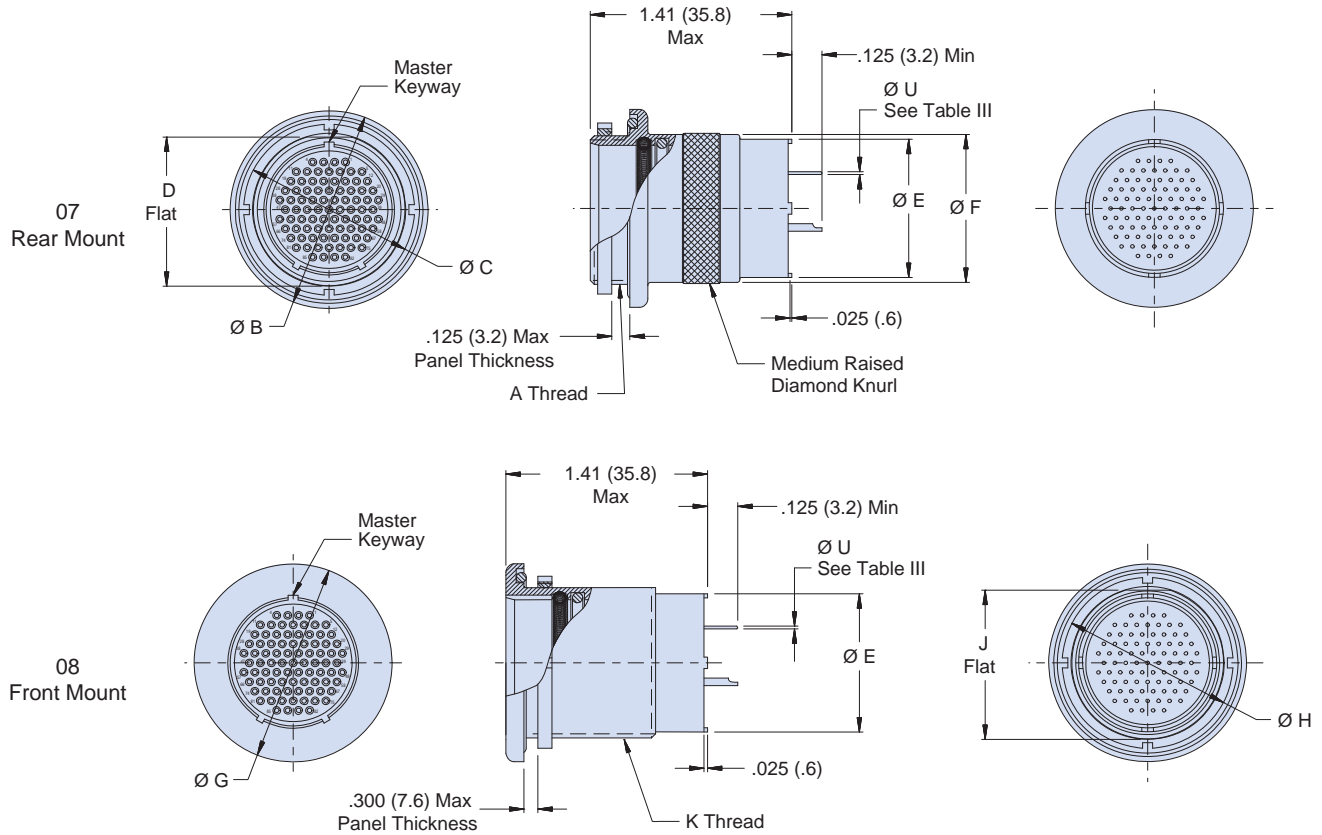 1.41 (35.8)
Max
.125 (3.2) Min
Master
Keyway
Ø U
See Table III
D
Flat
07
Rear Mount
Ø C
Ø B
Ø E
Ø F
.025 (.6)
.125 (3.2) Max
Panel Thickness
Medium Raised
Diamond Knurl
A Thread
1.41 (35.8)
Max
.125 (3.2) Min
Master
Keyway
Ø U
See Table III
08
Front Mount
Ø E
J
Flat
Ø H
Ø G
.025 (.6)
.300 (7.6) Max
Panel Thickness
K Thread